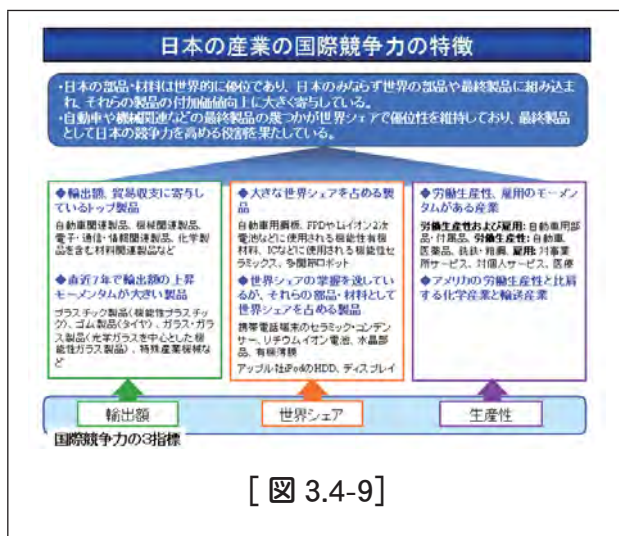 日本の産業の国際競争力の特徴
・日本の部品・材料は世界的に優位であり、日本のみならず世界の部品や最終製品に組み込ま
れ、それらの製品の付加価値向上に大きく寄与している。
・自動車や機械関連などの最終製品の幾つかが世界シェアで優位性を維持しており、最終製品
として日本の競争力を高める役割を果たしている。
◆輸出額、貿易収支に寄与し
ているトップ製品
自動車関連製品、機械関連製品、
電子・通信・情報関連製品、化学製
品を含む材料関連製品など
◆直近7年で輸出額の上昇
モーメンタムが大きい製品
プラスチック製品(機能性プラスチッ
ク)、ゴム製品(タイヤ)、ガラス・ガラ
ス製品(光学ガラスを中心とした機
能性ガラス製品)、特殊産業機械な
ど
◆大きな世界シェアを占める製
品
自動車用鋼板、FPDやLiイオン2次
電池などに使用される機能性有機
材料、ICなどに使用される機能性セ
ラミックス、多関節ロボット
◆世界シェアの掌握を逸してい
るが、それらの部品・材料として
世界シェアを占める製品
携帯電話端末のセラミック・コンデン
サー、リチウムイオン電池、水晶部
品、有機薄膜
アップル社iPodのHDD、ディスプレイ
◆労働生産性、雇用のモーメ
ンタムがある産業
労働生産性および雇用:自動車用部
品・付属品、労働生産性:自動車、
医薬品、銑鉄・粗鋼、雇用:対事業
所サービス、対個人サービス、医療
◆アメリカの労働生産性と比肩
する化学産業と輸送産業
輸出額
世界シェア
生産性
国際競争力の3指標
[図 3.4-9]